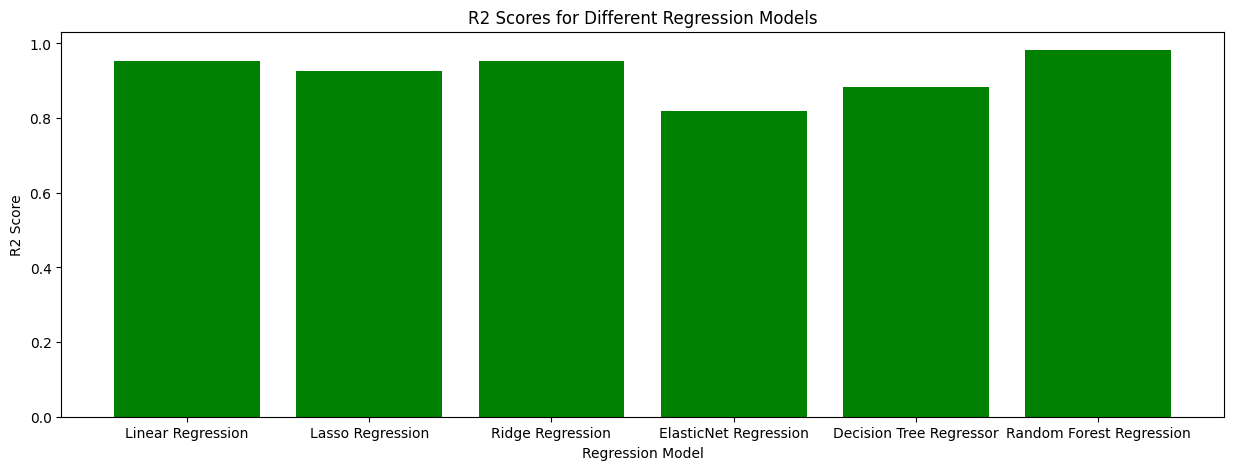 R2 Scores for Different Regression Models
1.0
0.8
0.6
0.4
0.2
0.0
R2 Score
Linear Regression
Lasso Regression
Ridge Regression
ElasticNet Regression
Decision Tree Regressor
Random Forest Regression
Regression Model